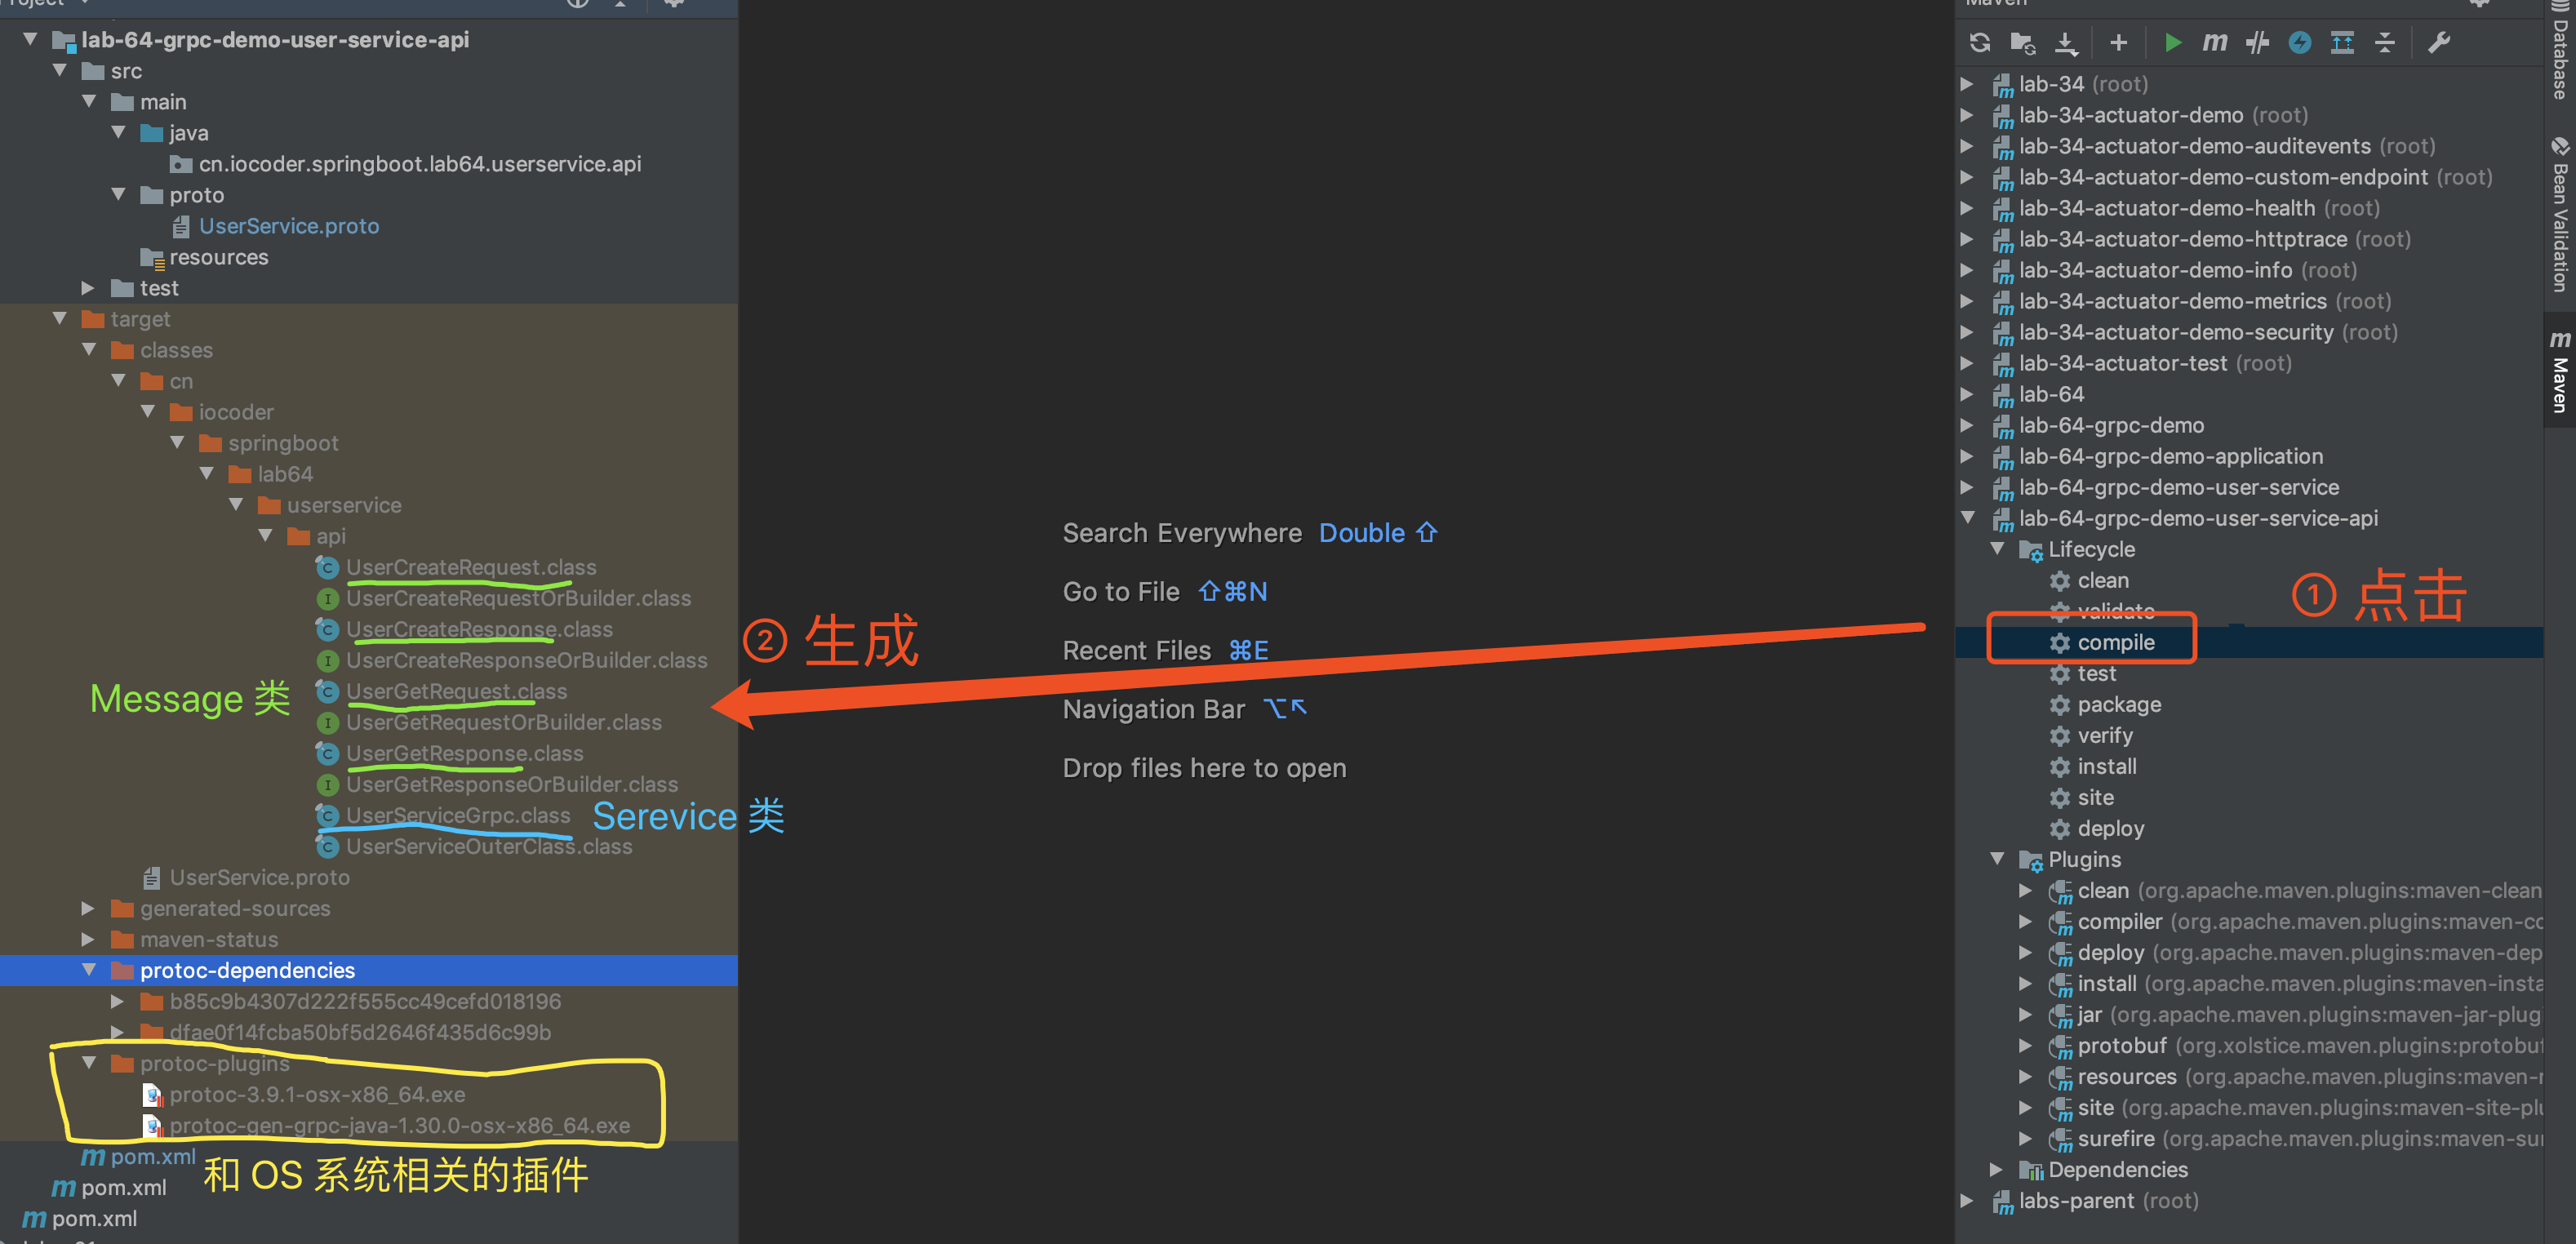 Project
lab-64-grpc-demo-user-service-api
src
main
java
cn.iocoder.springboot.lab64.userservice.api
proto
UserService.proto
resources
test
target
classes
cn
iocoder
springboot
lab64
userservice
api
UserCreateRequest.class
UserCreateRequestOrBuilder.class
UserCreateResponse.class
UserCreateResponseOrBuilder.class
UserGetRequest.class
Message 类
UserGetRequestOrBuilder.class
UserGetResponse.class
UserGetResponseOrBuilder.class
UserServiceGrpc.class
Serevice 类
UserServiceOuterClass.class
UserService.proto
generated-sources
maven-status
protoc-dependencies
b85c9b4307d222f555cc49cefd018196
dfae0f14fcba50bf5d2646f435d6c99b
protoc-plugins
protoc-3.9.1-osx-x86_64.exe
protoc-gen-grpc-java-1.30.0-osx-x86_64.exe
pom.xml
和 OS 系统相关的插件
pom.xml
pom.xml
② 生成
Search Everywhere Double ⇧
Go to File ⇧⌘N
Recent Files ⌘E
Navigation Bar ⌥↖
Drop files here to open
Maven
lab-34 (root)
lab-34-actuator-demo (root)
lab-34-actuator-demo-auditevents (root)
lab-34-actuator-demo-custom-endpoint (root)
lab-34-actuator-demo-health (root)
lab-34-actuator-demo-httptrace (root)
lab-34-actuator-demo-info (root)
lab-34-actuator-demo-metrics (root)
lab-34-actuator-demo-security (root)
lab-34-actuator-test (root)
lab-64
lab-64-grpc-demo
lab-64-grpc-demo-application
lab-64-grpc-demo-user-service
lab-64-grpc-demo-user-service-api
Lifecycle
clean
① 点击
validate
compile
test
package
verify
install
site
deploy
Plugins
clean (org.apache.maven.plugins:maven-clean
compiler (org.apache.maven.plugins:maven-co
deploy (org.apache.maven.plugins:maven-dep
install (org.apache.maven.plugins:maven-insta
jar (org.apache.maven.plugins:maven-jar-plug
protobuf (org.xolstice.maven.plugins:protobuf
resources (org.apache.maven.plugins:maven-r
site (org.apache.maven.plugins:maven-site-plu
surefire (org.apache.maven.plugins:maven-sur
Dependencies
labs-parent (root)
Database
Bean Validation
Maven